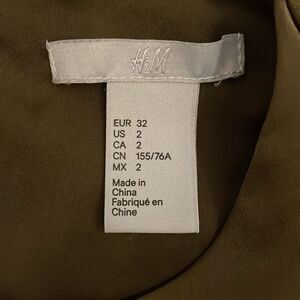 H&M
EUR 32
US 2
CA 2
CN 155/76A
MX 2
Made in
China
Fabriqué en
Chine